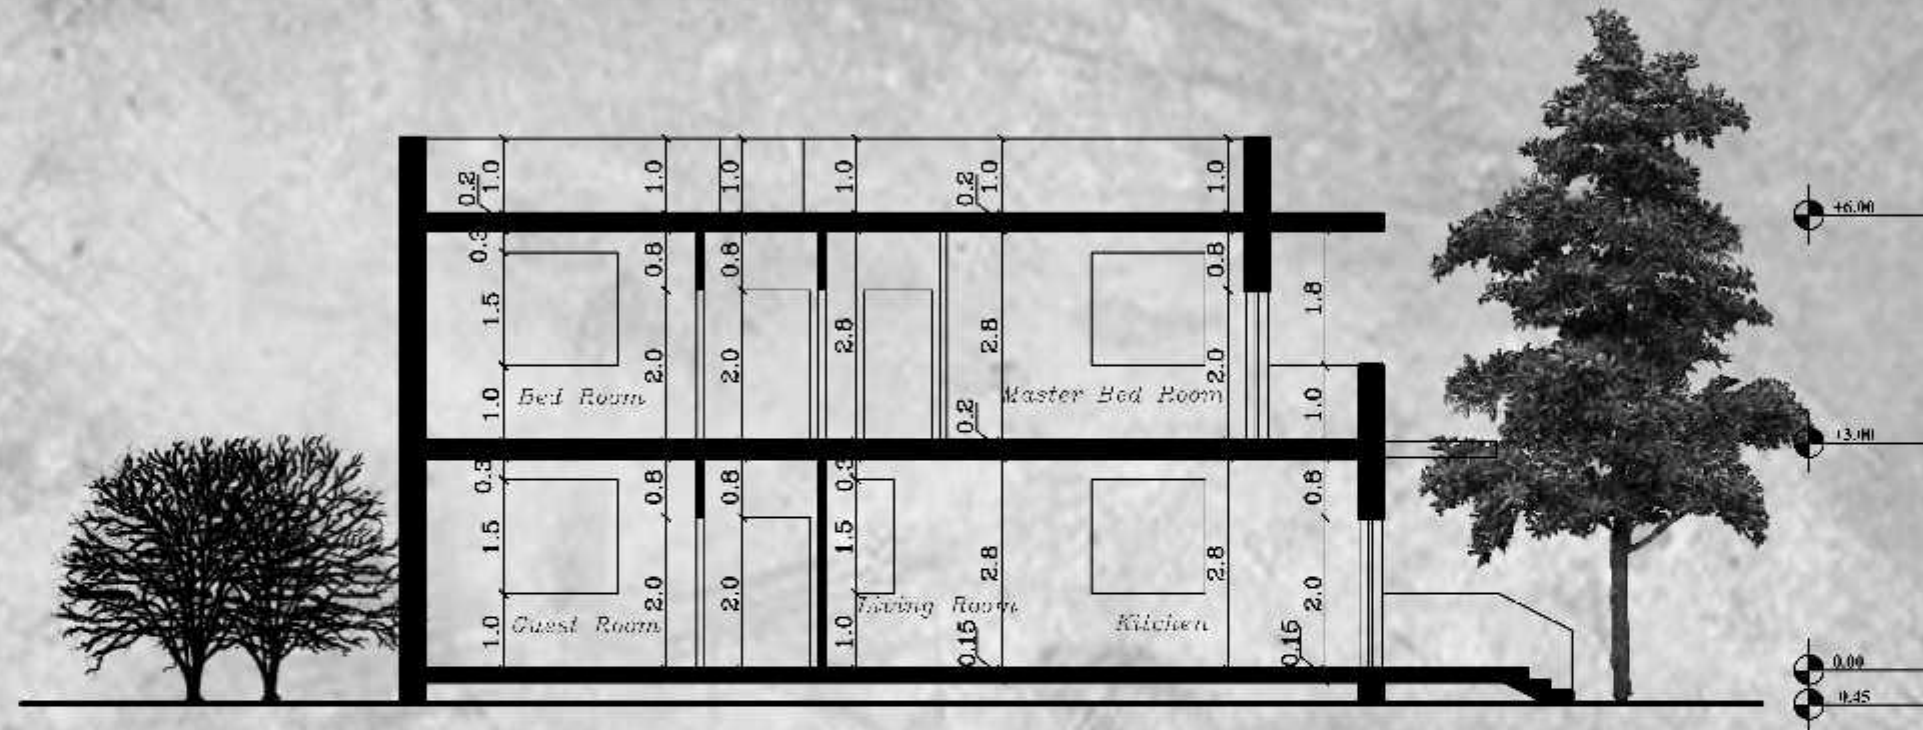 0.2 1.0 1.0 1.0 1.0 0.2 1.0 1.0
+6.00
0.3 0.8 0.8 0.8
1.5 2.8 2.8 1.8
2.0 2.0 2.0
Bed Room Master Bed Room
1.0 0.2 1.0
+3.00
0.3 0.8 0.8 0.3 0.8
1.5 1.5 2.8 2.8
2.0 2.0 2.0
Guest Room Living Room Kitchen
1.0 1.0 0.15 0.15
0.00
0.45